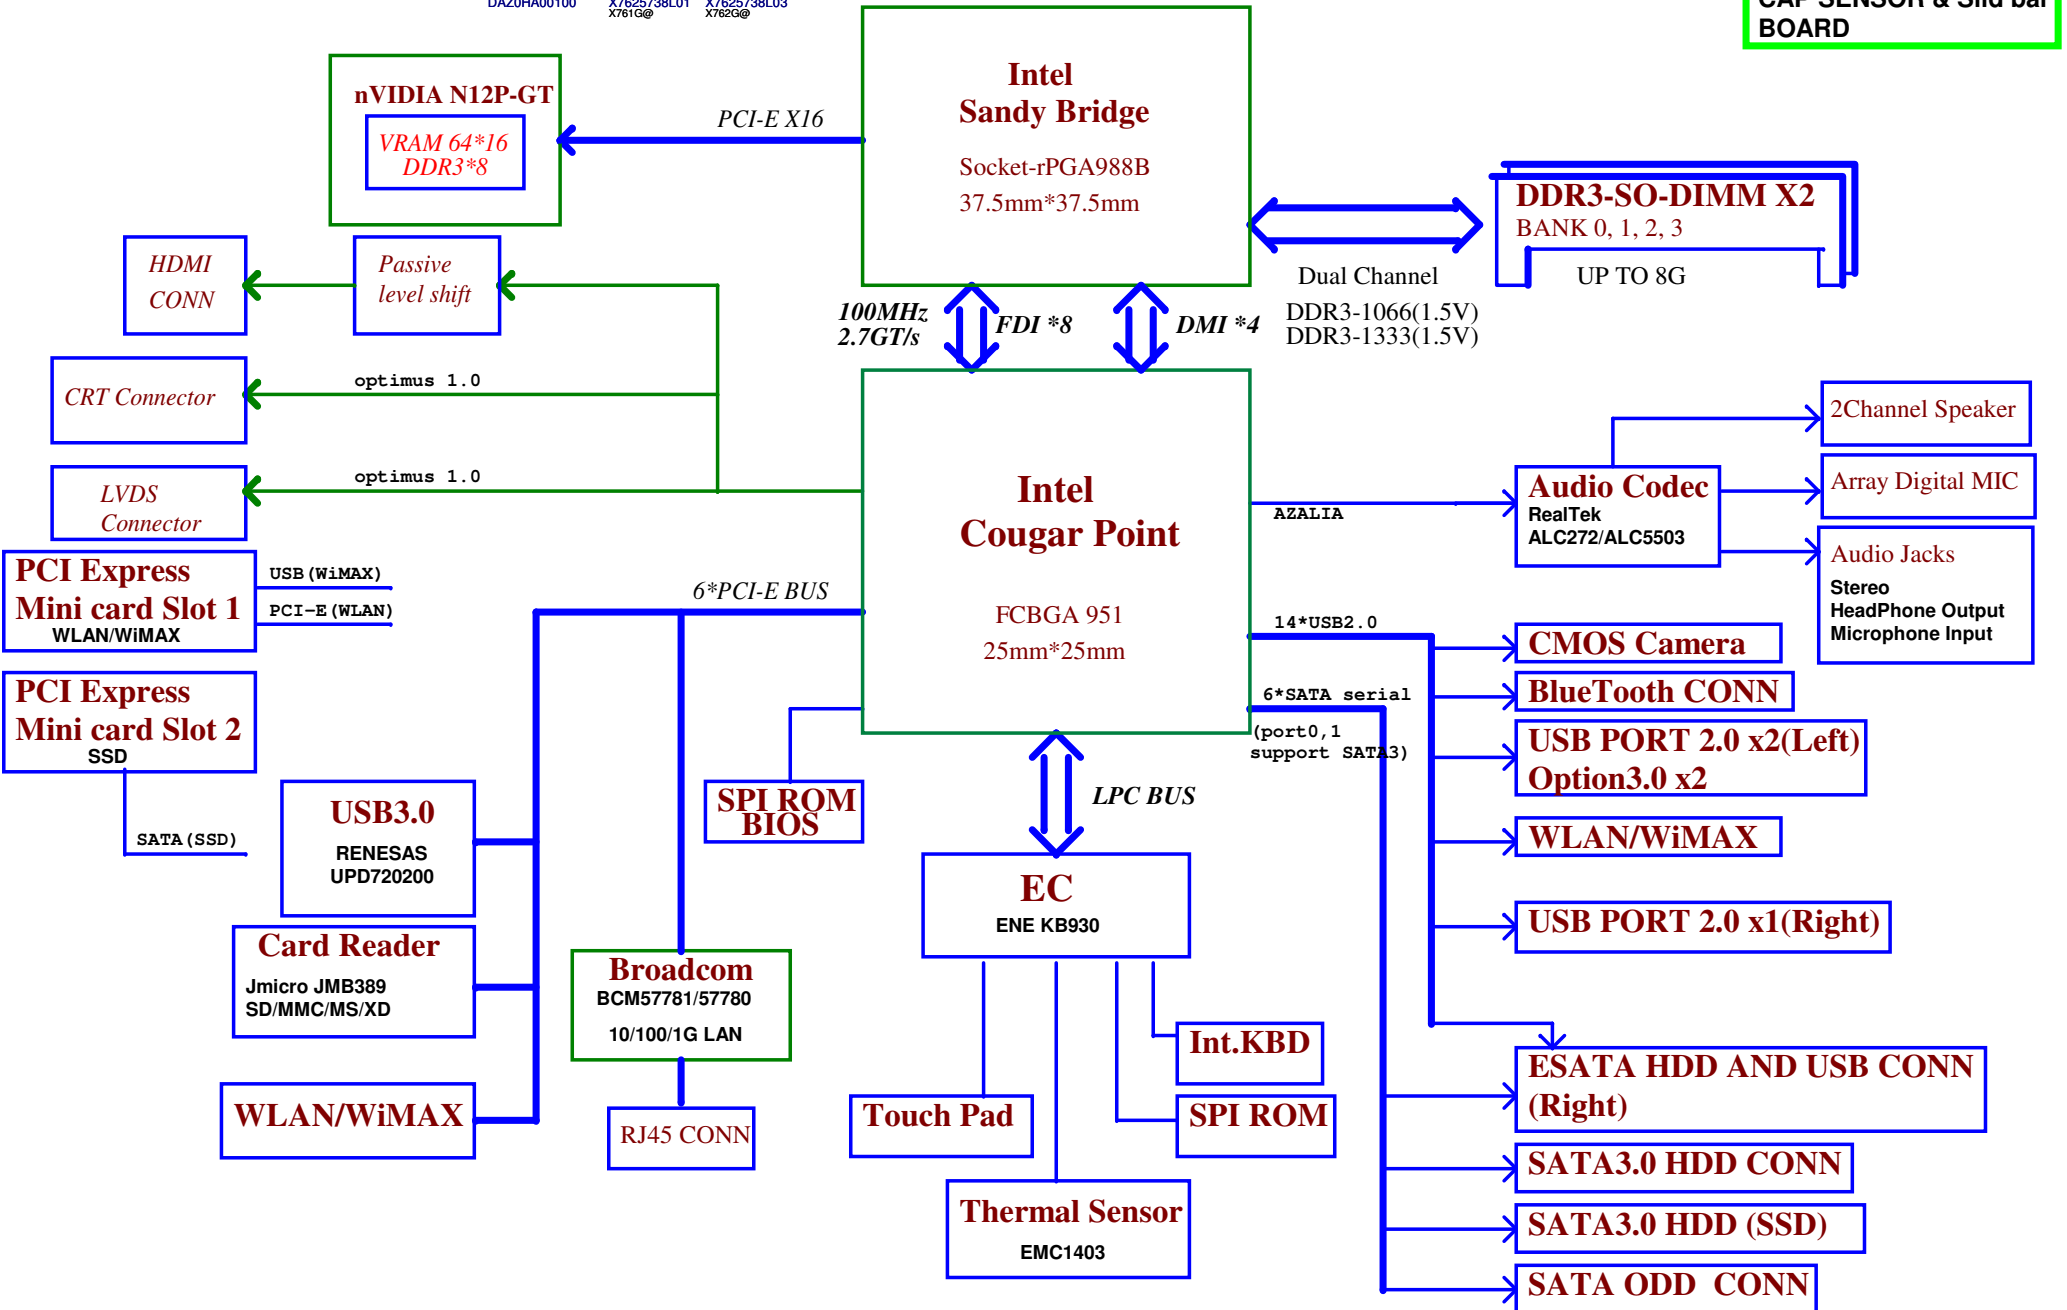 DAZ0HA00100
X7625738L01 X7625738L03
X761G@ X762G@
CAP SENSOR & Slid bar
BOARD
nVIDIA N12P-GT
VRAM 64*16
DDR3*8
PCI-E X16
Intel
Sandy Bridge
Socket-rPGA988B
37.5mm*37.5mm
DDR3-SO-DIMM X2
BANK 0, 1, 2, 3
UP TO 8G
Dual Channel
DDR3-1066(1.5V)
DDR3-1333(1.5V)
HDMI
CONN
Passive
level shift
100MHz
2.7GT/s
FDI *8
DMI *4
CRT Connector
optimus 1.0
LVDS
Connector
optimus 1.0
Intel
Cougar Point
FCBGA 951
25mm*25mm
AZALIA
Audio Codec
RealTek
ALC272/ALC5503
2Channel Speaker
Array Digital MIC
Audio Jacks
Stereo
HeadPhone Output
Microphone Input
PCI Express
Mini card Slot 1
WLAN/WiMAX
USB(WiMAX)
PCI-E(WLAN)
6*PCI-E BUS
14*USB2.0
6*SATA serial
(port0,1
support SATA3)
CMOS Camera
BlueTooth CONN
USB PORT 2.0 x2(Left)
Option3.0 x2
WLAN/WiMAX
USB PORT 2.0 x1(Right)
PCI Express
Mini card Slot 2
SSD
SATA(SSD)
USB3.0
RENESAS
UPD720200
SPI ROM
BIOS
LPC BUS
EC
ENE KB930
Card Reader
Jmicro JMB389
SD/MMC/MS/XD
Broadcom
BCM57781/57780
10/100/1G LAN
WLAN/WiMAX
RJ45 CONN
Int.KBD
Touch Pad
SPI ROM
Thermal Sensor
EMC1403
ESATA HDD AND USB CONN
(Right)
SATA3.0 HDD CONN
SATA3.0 HDD (SSD)
SATA ODD CONN